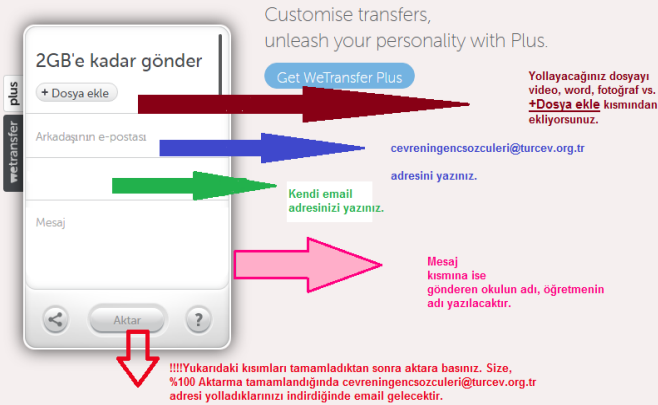 Customise transfers,
unleash your personality with Plus.
Get WeTransfer Plus
2GB'e kadar gönder
+ Dosya ekle
Arkadaşının e-postası
Mesaj
Aktar
?
plus
wetransfer
Yollayacağınız dosyayı
video, word, fotoğraf vs.
+Dosya ekle kısmından
ekliyorsunuz.
cevreningencsozculeri@turcev.org.tr
adresini yazınız.
Kendi email
adresinizi yazınız.
Mesaj
kısmına ise
gönderen okulun adı, öğretmenin
adı yazılacaktır.
!!!!Yukarıdaki kısımları tamamladıktan sonra aktara basınız. Size,
%100 Aktarma tamamlandığında cevreningencsozculeri@turcev.org.tr
adresi yolladıklarınızı indirdiğinde email gelecektir.